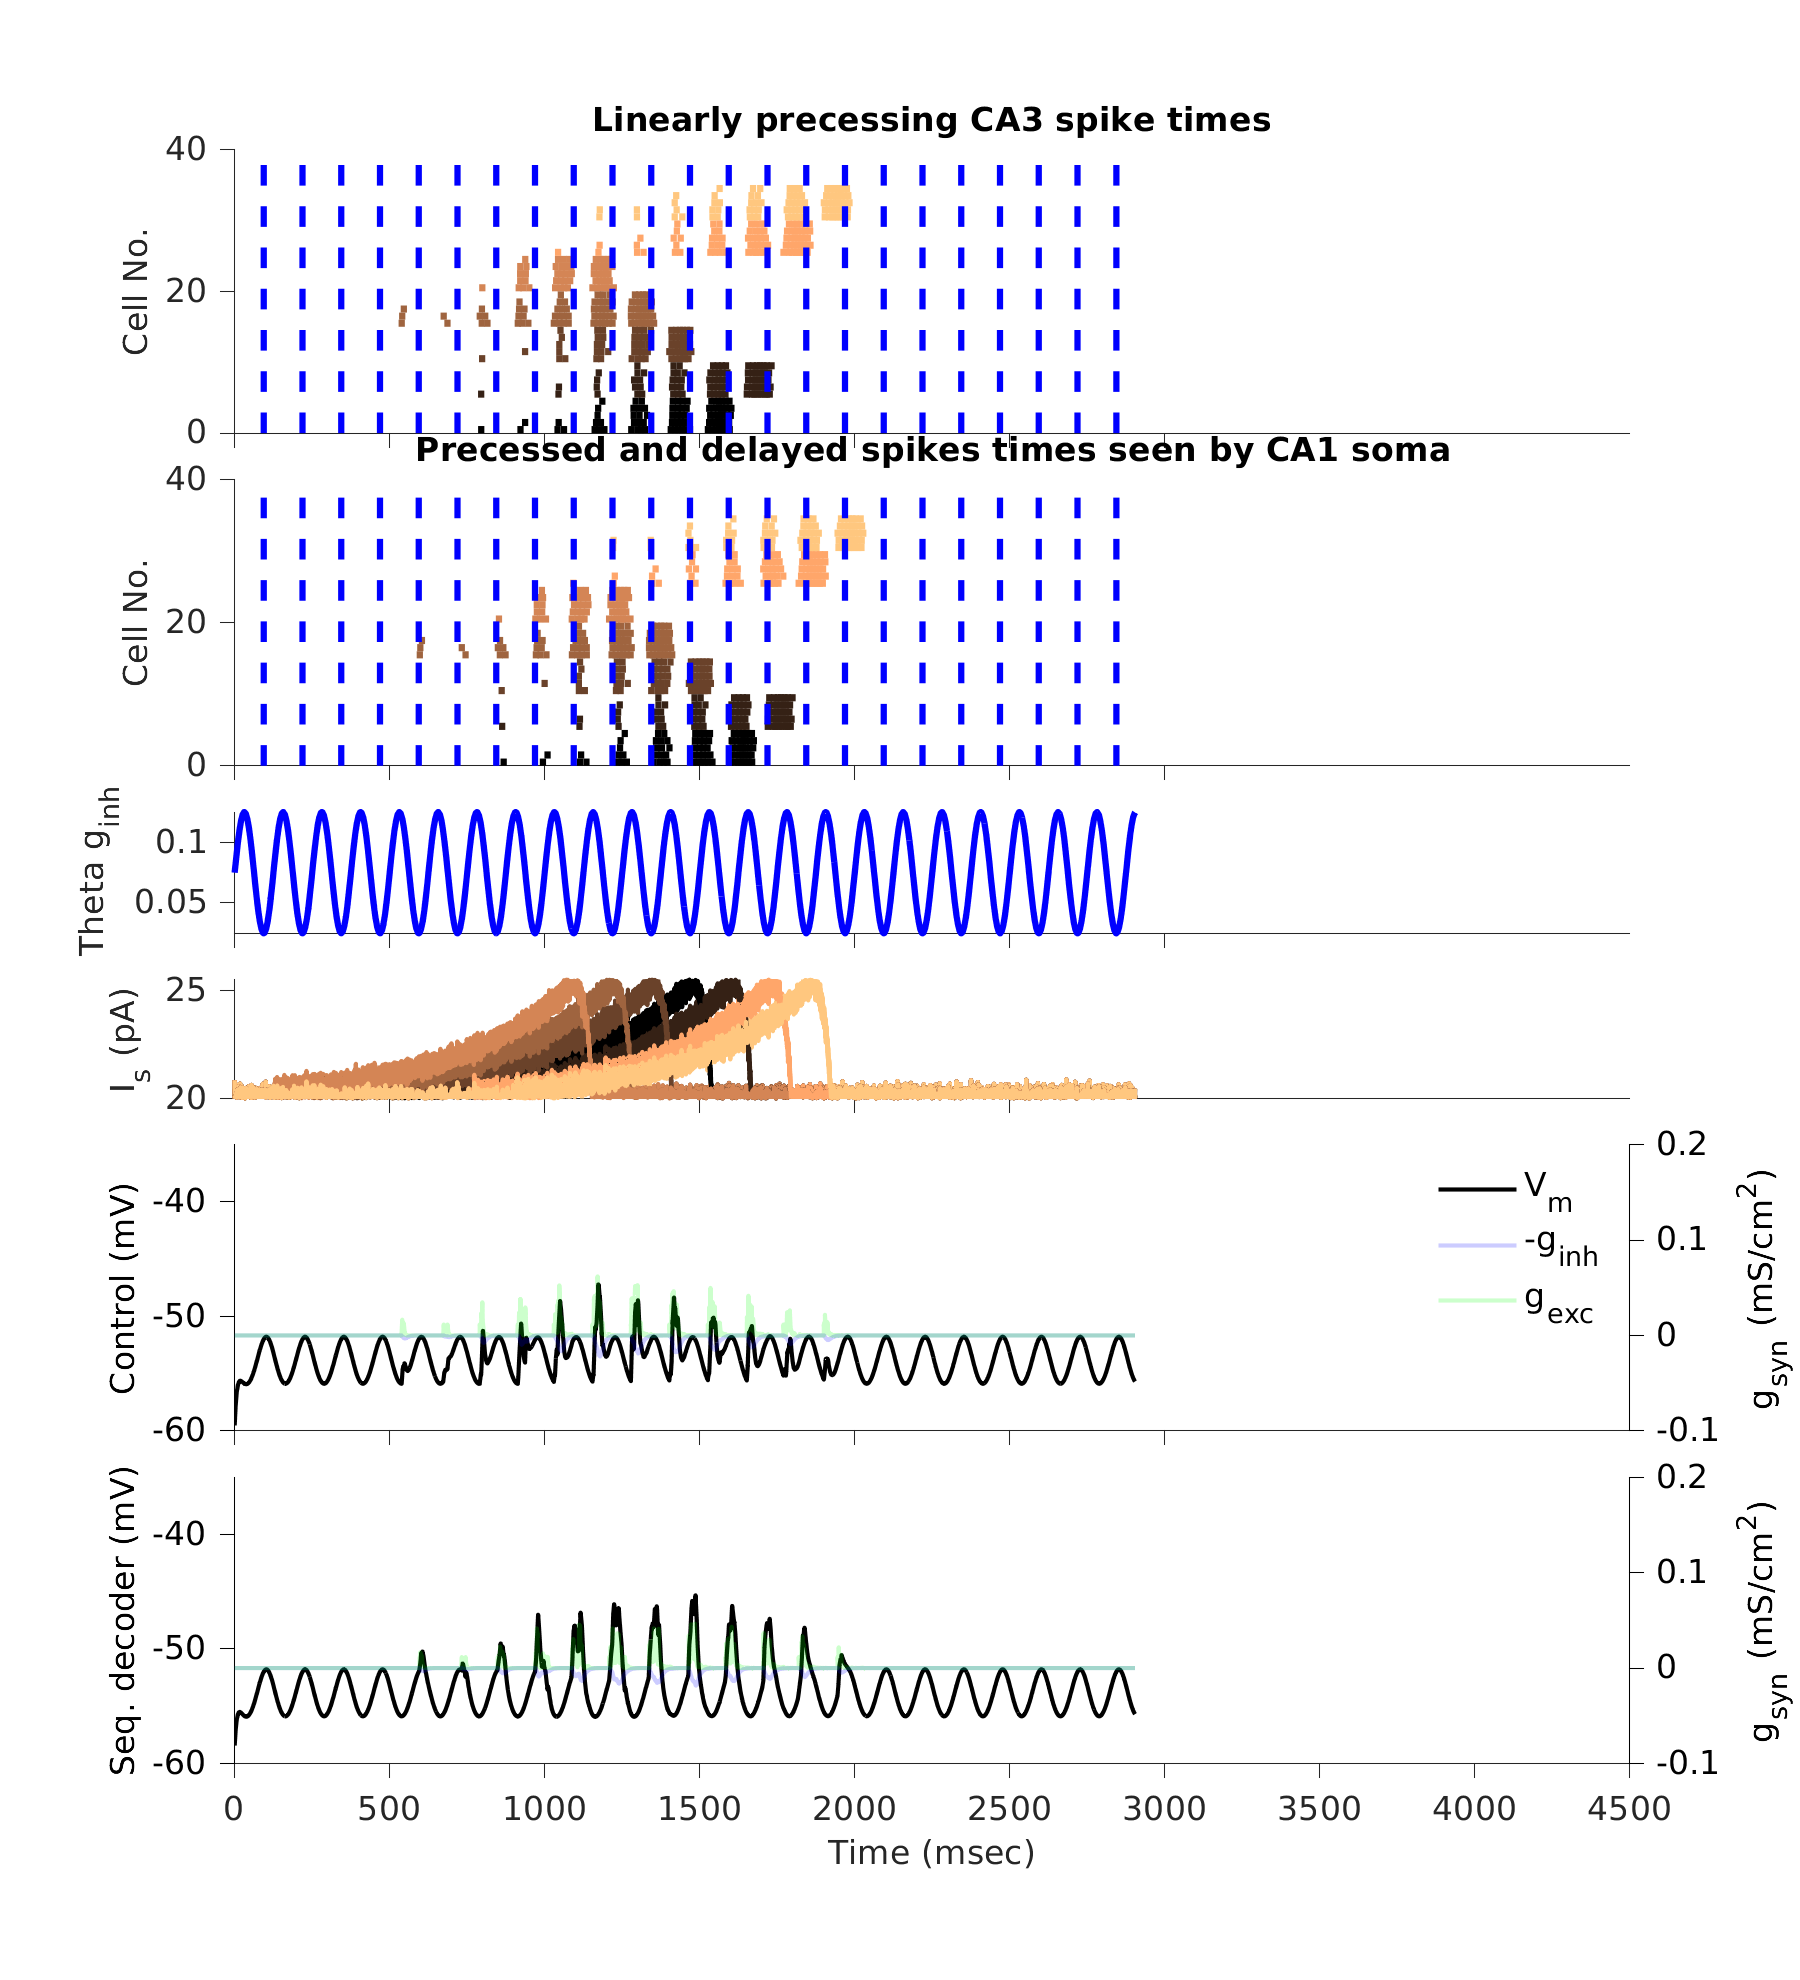 Linearly precessing CA3 spike times
40
20
0
Cell No.
Precessed and delayed spikes times seen by CA1 soma
40
20
0
Cell No.
0.1
0.05
Theta g_inh
25
20
I_s (pA)
-40
-50
-60
Control (mV)
V_m
-g_inh
g_exc
0.2
0.1
0
-0.1
g_syn (mS/cm^2)
-40
-50
-60
Seq. decoder (mV)
0.2
0.1
0
-0.1
g_syn (mS/cm^2)
0 500 1000 1500 2000 2500 3000 3500 4000 4500
Time (msec)